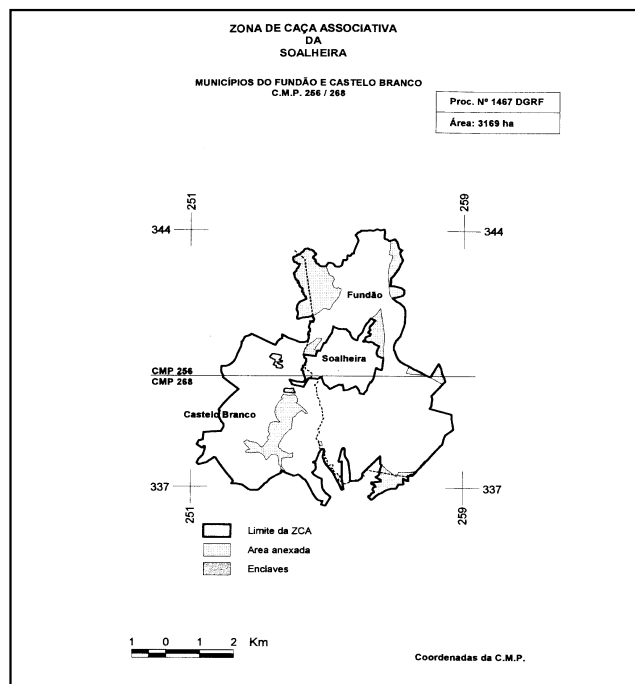 ZONA DE CAÇA ASSOCIATIVA
DA
SOALHEIRA
MUNICÍPIOS DO FUNDÃO E CASTELO BRANCO
C.M.P. 256 / 268
Proc. Nº 1467 DGRF
Área: 3169 ha
251
259
344
344
Fundão
Soalheira
CMP 256
CMP 268
Castelo Branco
337
337
251
259
Limite da ZCA
Area anexada
Enclaves
1 0 1 2 Km
Coordenadas da C.M.P.